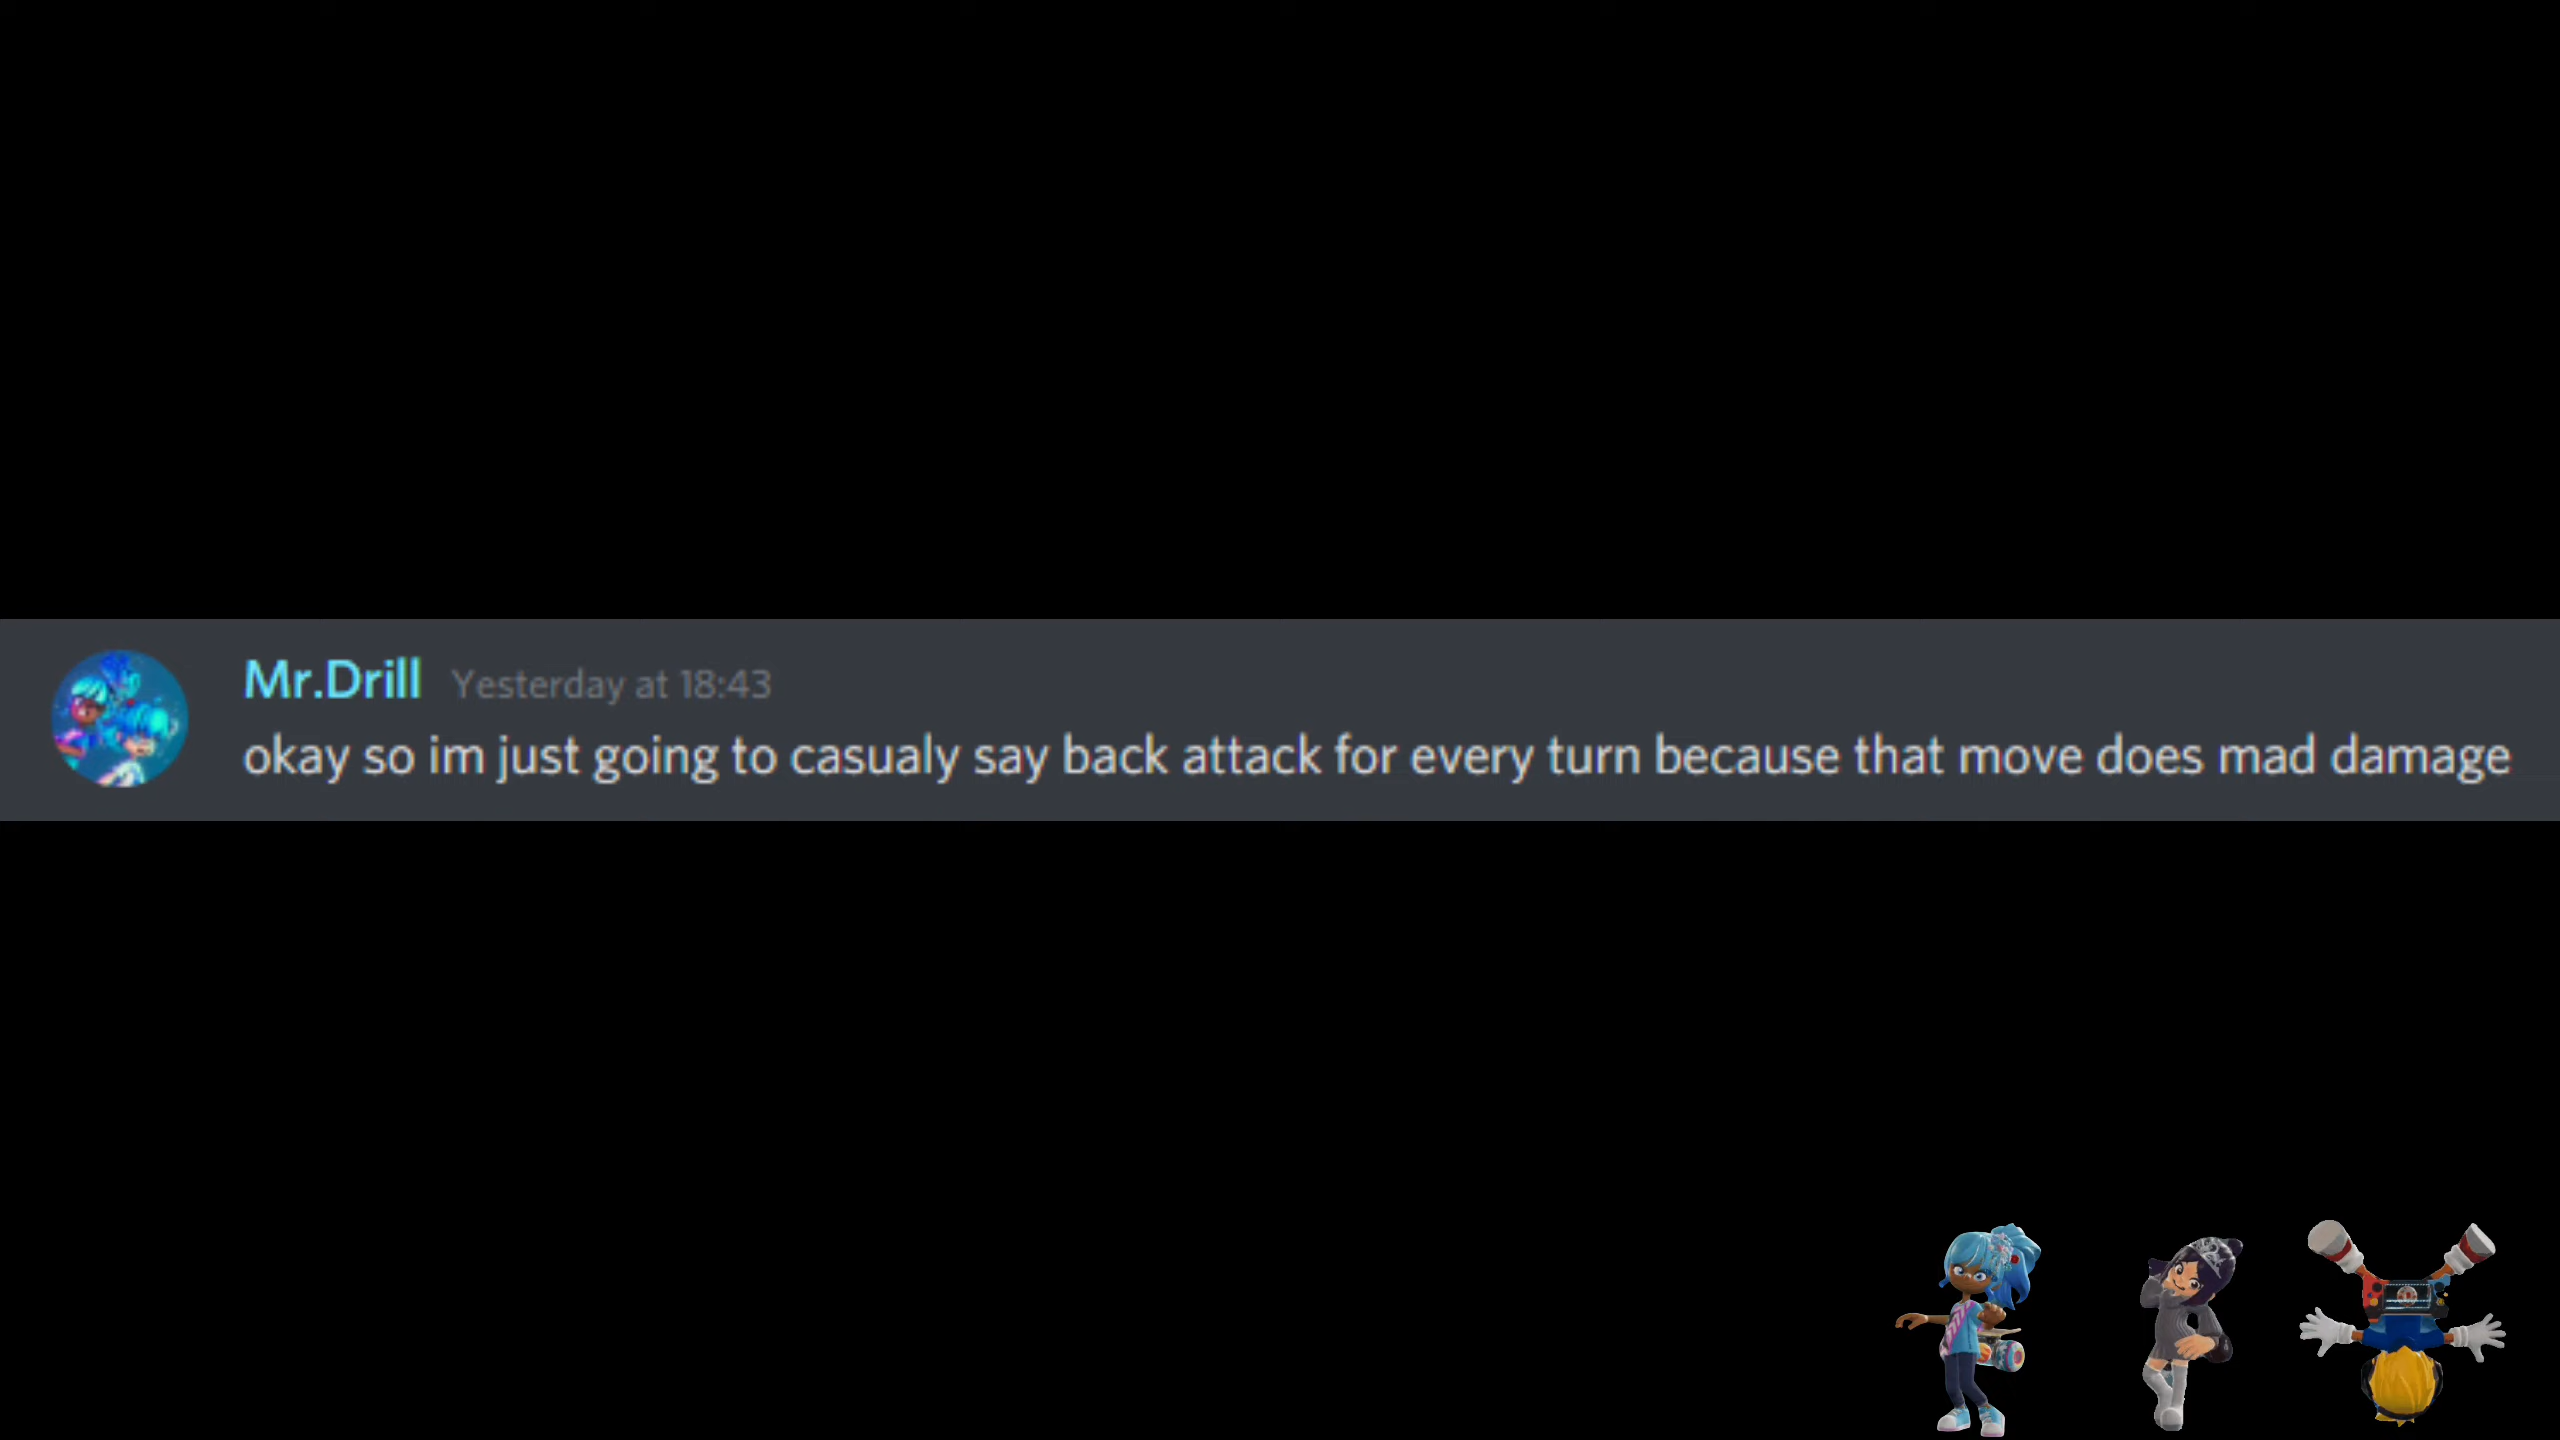 Mr.Drill Yesterday at 18:43
okay so im just going to casualy say back attack for every turn because that move does mad damage